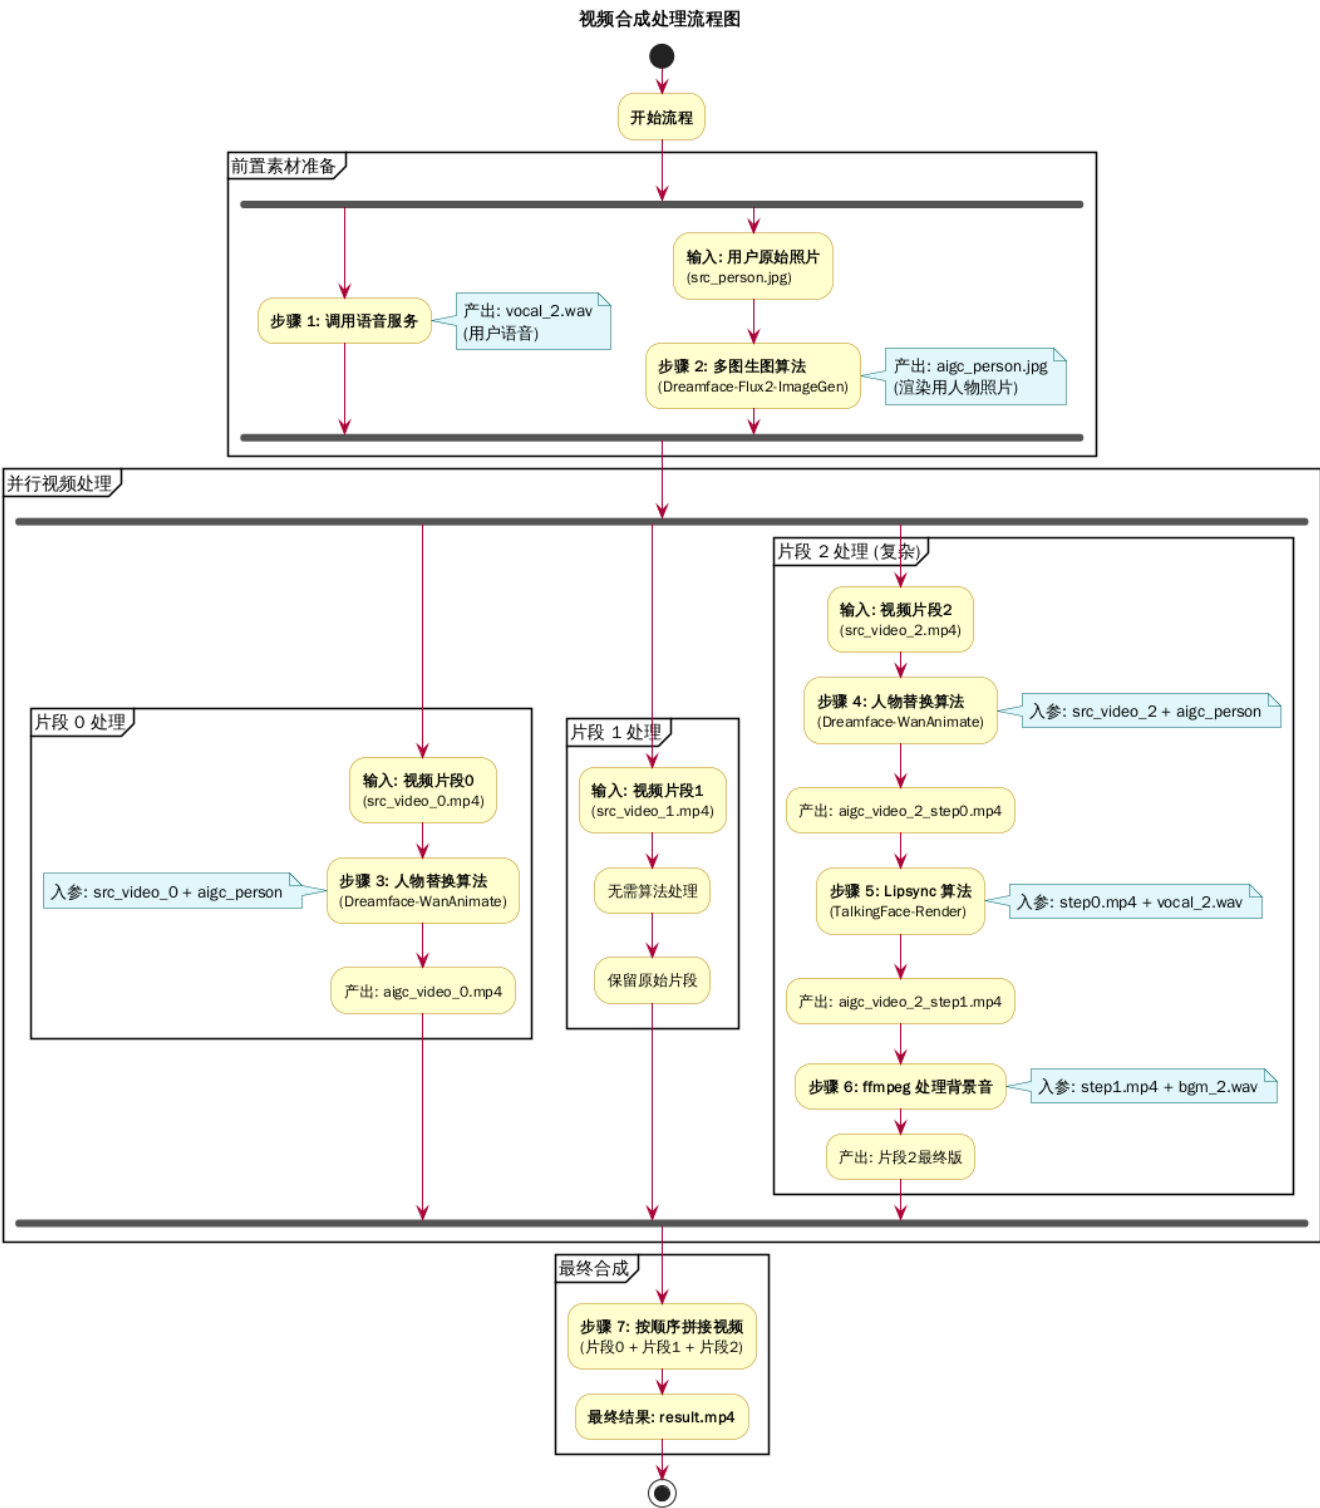 视频合成处理流程图
开始流程
前置素材准备
步骤 1: 调用语音服务
产出: vocal_2.wav
(用户语音)
输入: 用户原始照片
(src_person.jpg)
步骤 2: 多图生图算法
(Dreamface-Flux2-ImageGen)
产出: aigc_person.jpg
(渲染用人物照片)
并行视频处理
片段 0 处理
输入: 视频片段0
(src_video_0.mp4)
入参: src_video_0 + aigc_person
步骤 3: 人物替换算法
(Dreamface-WanAnimate)
产出: aigc_video_0.mp4
片段 1 处理
输入: 视频片段1
(src_video_1.mp4)
无需算法处理
保留原始片段
片段 2 处理 (复杂)
输入: 视频片段2
(src_video_2.mp4)
步骤 4: 人物替换算法
(Dreamface-WanAnimate)
入参: src_video_2 + aigc_person
产出: aigc_video_2_step0.mp4
步骤 5: Lipsync 算法
(TalkingFace-Render)
入参: step0.mp4 + vocal_2.wav
产出: aigc_video_2_step1.mp4
步骤 6: ffmpeg 处理背景音
入参: step1.mp4 + bgm_2.wav
产出: 片段2最终版
最终合成
步骤 7: 按顺序拼接视频
(片段0 + 片段1 + 片段2)
最终结果: result.mp4